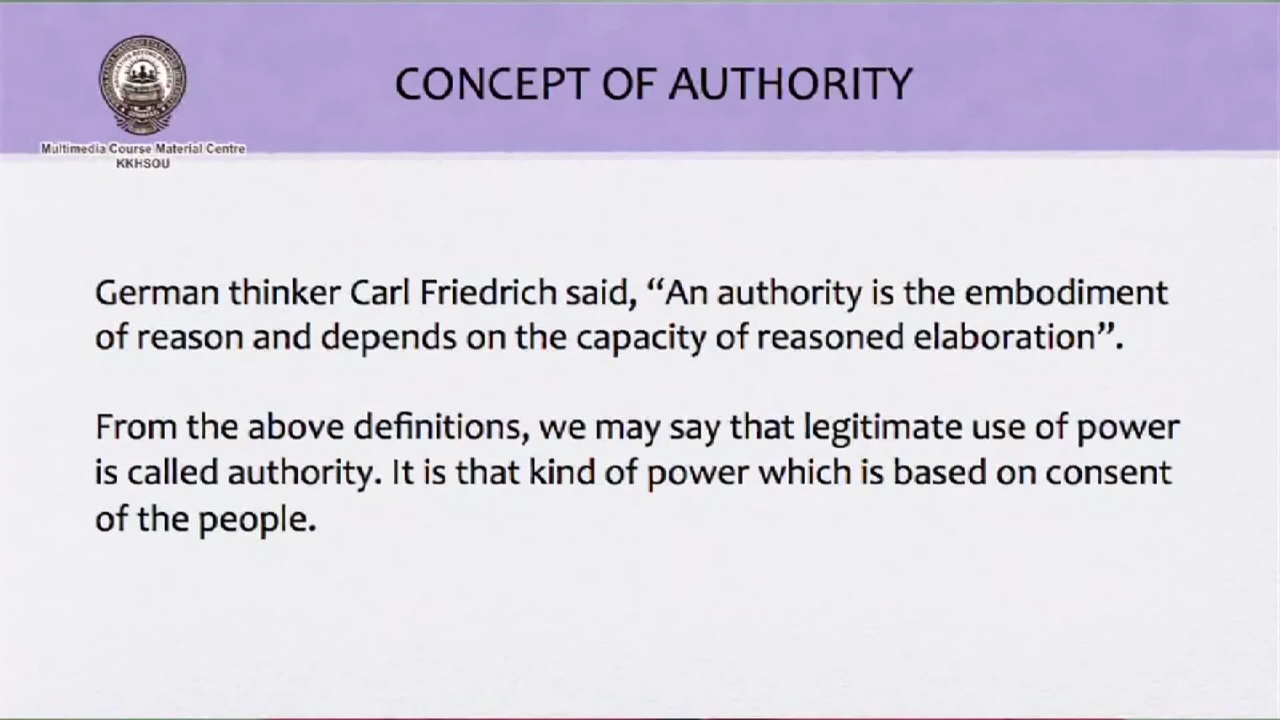 CONCEPT OF AUTHORITY
Multimedia Course Material Centre
KKHSOU
German thinker Carl Friedrich said, “An authority is the embodiment
of reason and depends on the capacity of reasoned elaboration”.
From the above definitions, we may say that legitimate use of power
is called authority. It is that kind of power which is based on consent
of the people.